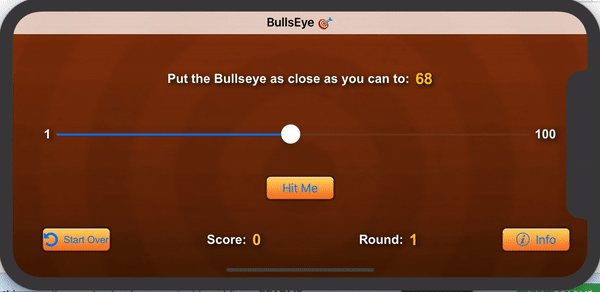 BullsEye 🎯
Put the Bullseye as close as you can to: 68
1 100
Hit Me
Start Over Score: 0 Round: 1 Info